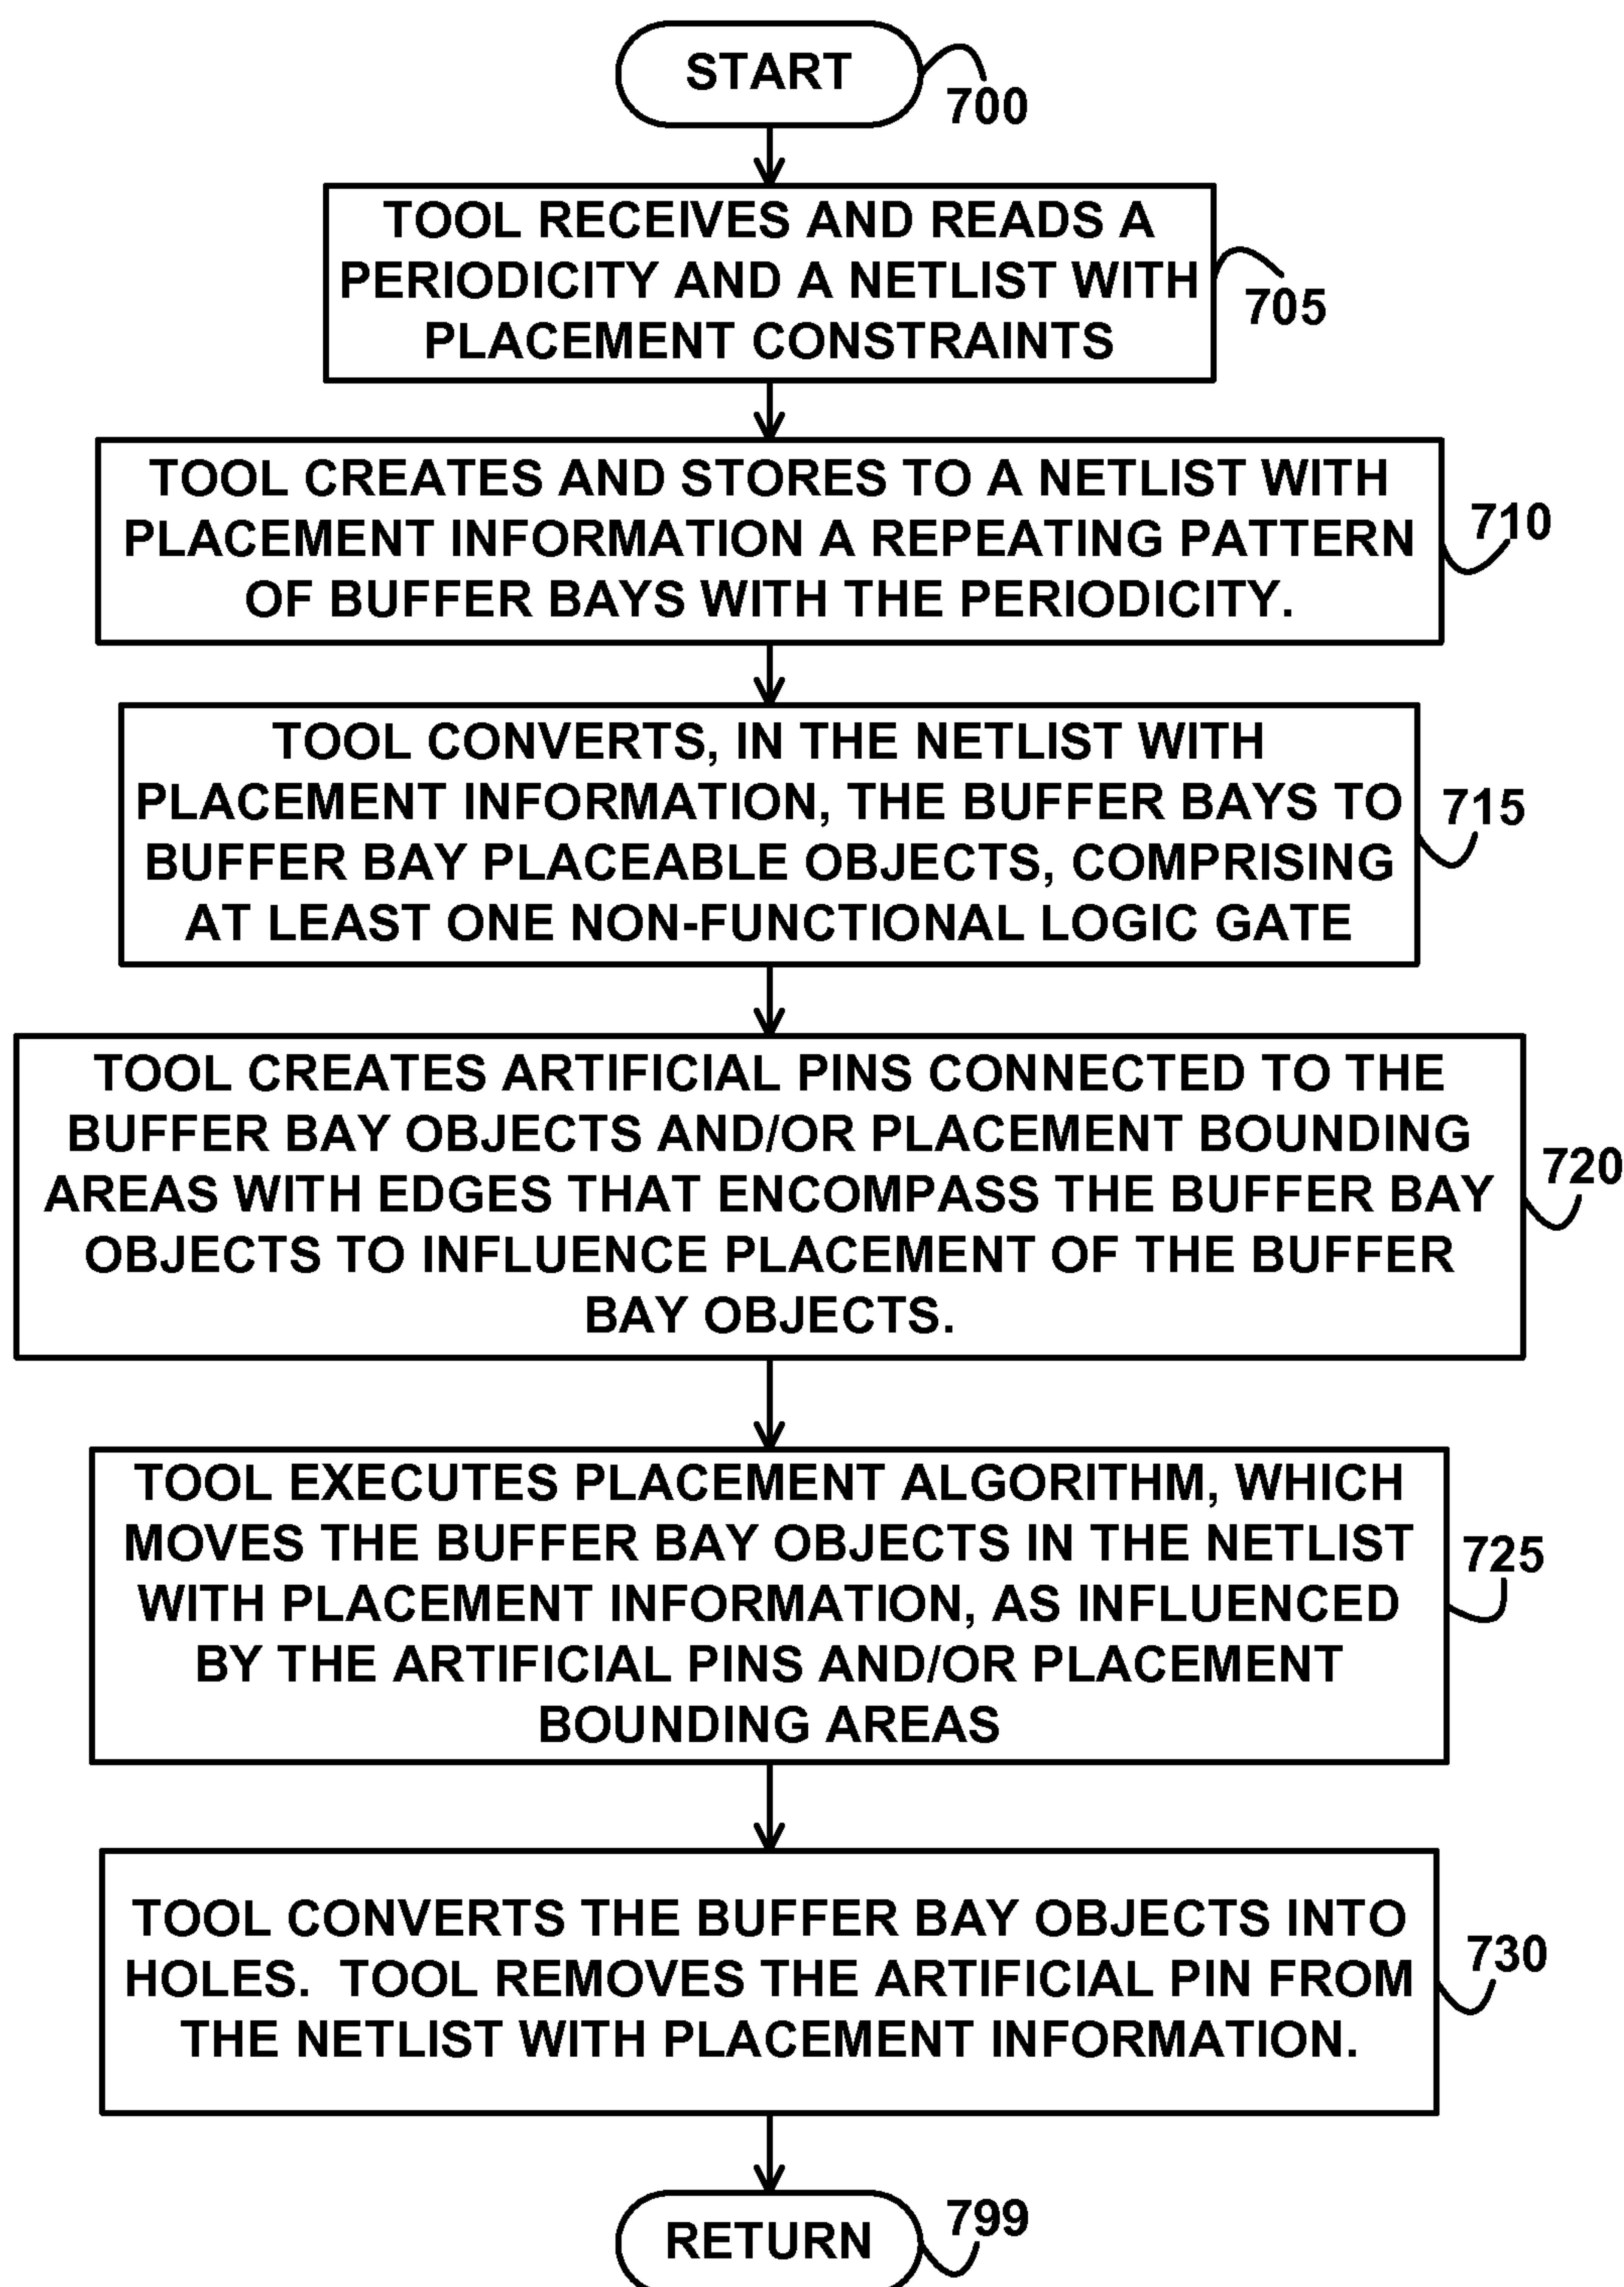 START
700
TOOL RECEIVES AND READS A
PERIODICITY AND A NETLIST WITH
PLACEMENT CONSTRAINTS
705
TOOL CREATES AND STORES TO A NETLIST WITH
PLACEMENT INFORMATION A REPEATING PATTERN
OF BUFFER BAYS WITH THE PERIODICITY.
710
TOOL CONVERTS, IN THE NETLIST WITH
PLACEMENT INFORMATION, THE BUFFER BAYS TO
BUFFER BAY PLACEABLE OBJECTS, COMPRISING
AT LEAST ONE NON-FUNCTIONAL LOGIC GATE
715
TOOL CREATES ARTIFICIAL PINS CONNECTED TO THE
BUFFER BAY OBJECTS AND/OR PLACEMENT BOUNDING
AREAS WITH EDGES THAT ENCOMPASS THE BUFFER BAY
OBJECTS TO INFLUENCE PLACEMENT OF THE BUFFER
BAY OBJECTS.
720
TOOL EXECUTES PLACEMENT ALGORITHM, WHICH
MOVES THE BUFFER BAY OBJECTS IN THE NETLIST
WITH PLACEMENT INFORMATION, AS INFLUENCED
BY THE ARTIFICIAL PINS AND/OR PLACEMENT
BOUNDING AREAS
725
TOOL CONVERTS THE BUFFER BAY OBJECTS INTO
HOLES. TOOL REMOVES THE ARTIFICIAL PIN FROM
THE NETLIST WITH PLACEMENT INFORMATION.
730
RETURN
799